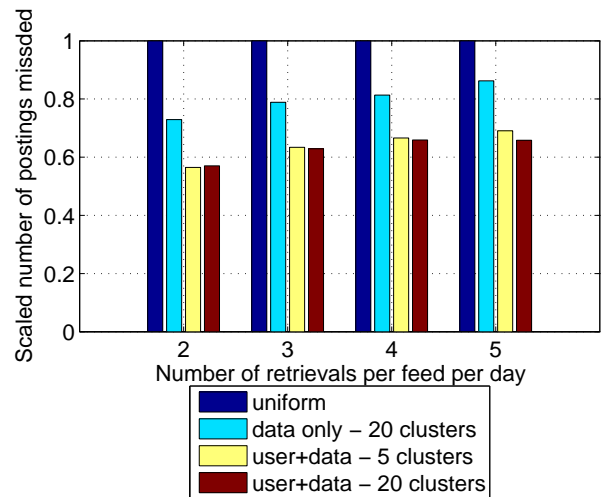 Scaled number of postings missded
1
0.8
0.6
0.4
0.2
0
2 3 4 5
Number of retrievals per feed per day
uniform
data only − 20 clusters
user+data − 5 clusters
user+data − 20 clusters